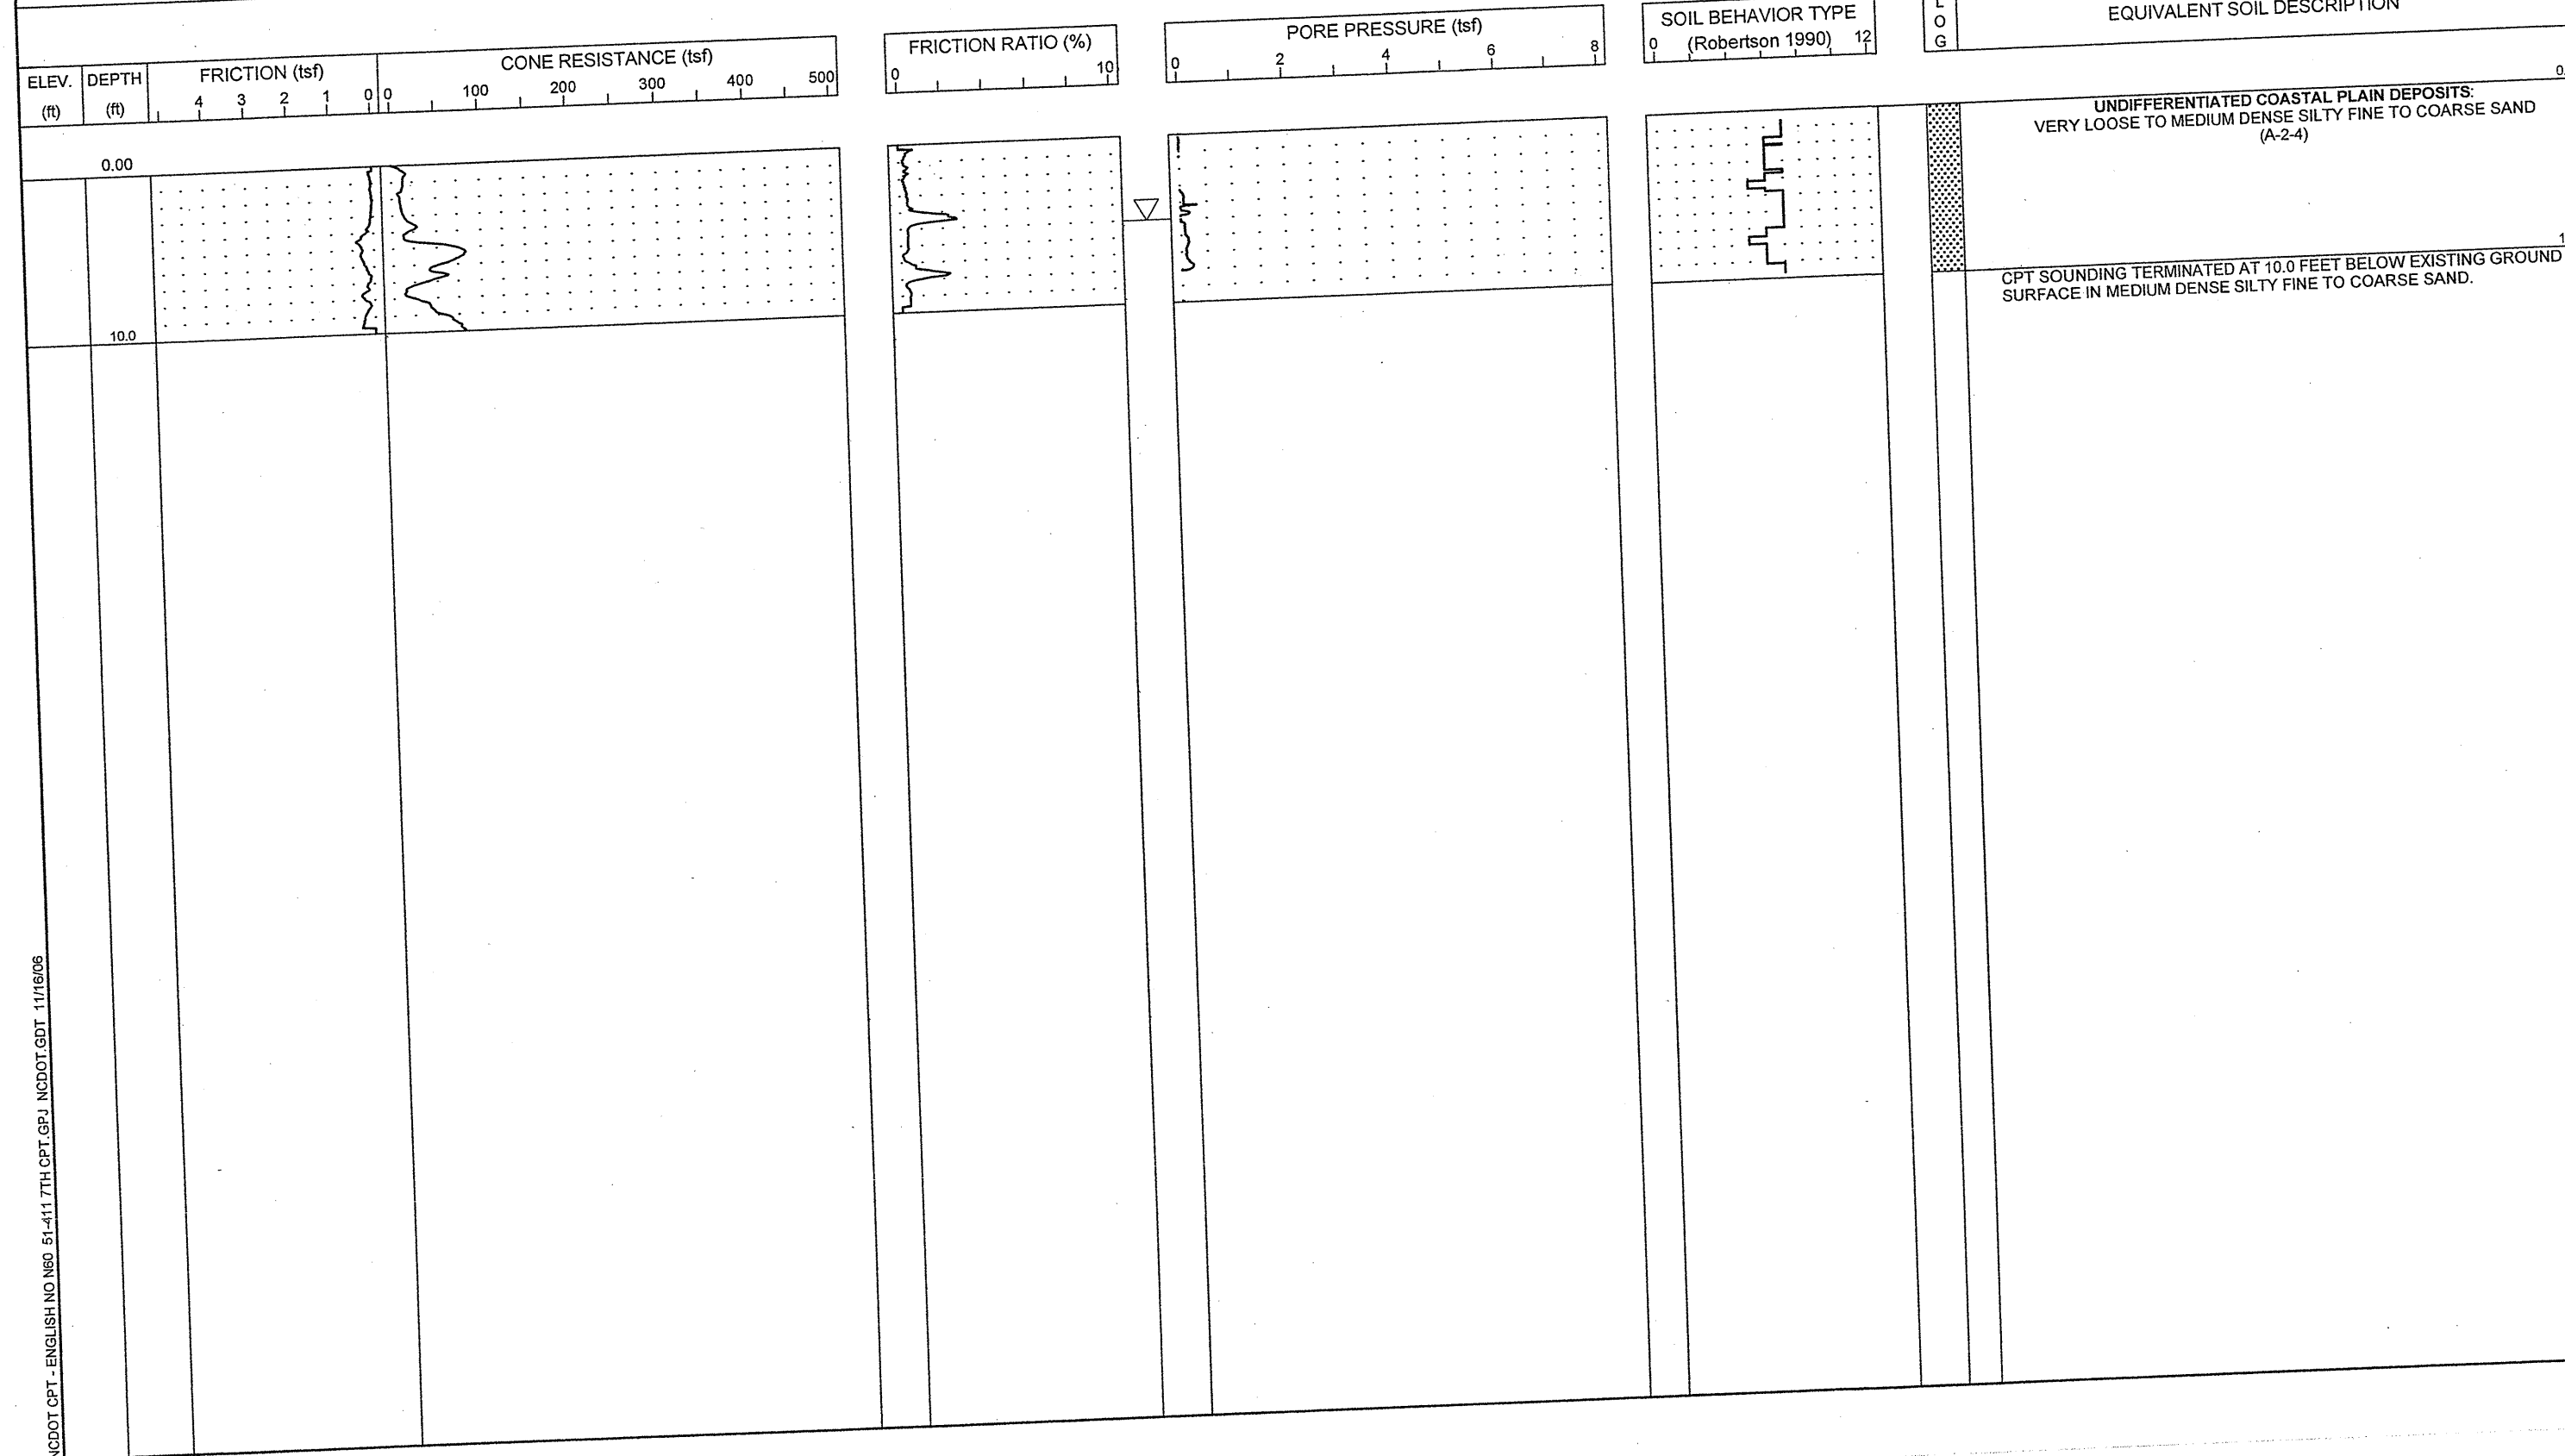 ELEV.
(ft)
DEPTH
(ft)
FRICTION (tsf)
4 3 2 1 0
CONE RESISTANCE (tsf)
0 100 200 300 400 500
FRICTION RATIO (%)
0 10
PORE PRESSURE (tsf)
0 2 4 6 8
SOIL BEHAVIOR TYPE
(Robertson 1990)
0 12
L
O
G
EQUIVALENT SOIL DESCRIPTION
0.00
10.0
UNDIFFERENTIATED COASTAL PLAIN DEPOSITS:
VERY LOOSE TO MEDIUM DENSE SILTY FINE TO COARSE SAND
(A-2-4)
CPT SOUNDING TERMINATED AT 10.0 FEET BELOW EXISTING GROUND
SURFACE IN MEDIUM DENSE SILTY FINE TO COARSE SAND.
NCDOT CPT - ENGLISH NO N60 51-411 7TH CPT.GPJ NCDOT.GDT 11/16/06